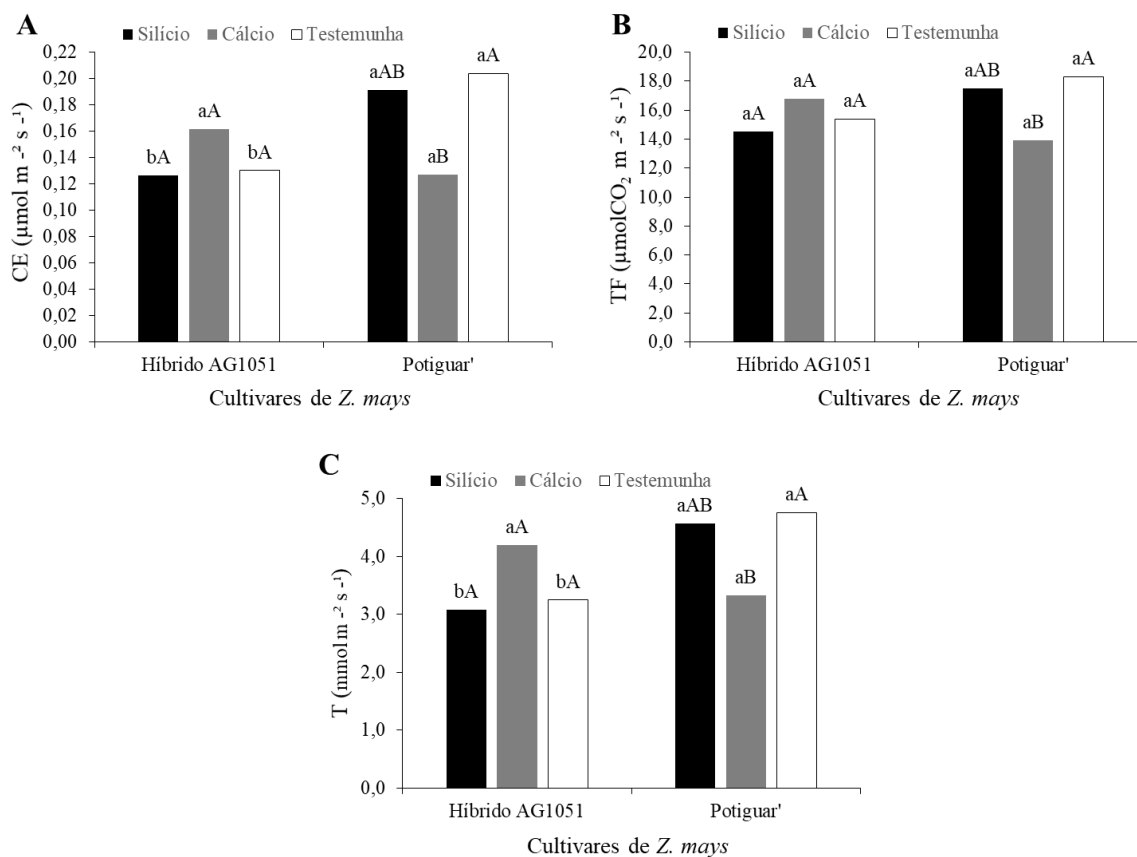 A
Silício Cálcio Testemunha
CE (µmol m -² s -¹)
0,22
0,20
0,18
0,16
0,14
0,12
0,10
0,08
0,06
0,04
0,02
0,00
bA aA bA aAB aB aA
Híbrido AG1051 Potiguar'
Cultivares de Z. mays
B
Silício Cálcio Testemunha
TF (µmolCO₂ m -² s -¹)
20,0
18,0
16,0
14,0
12,0
10,0
8,0
6,0
4,0
2,0
0,0
aA aA aA aAB aB aA
Híbrido AG1051 Potiguar'
Cultivares de Z. mays
C
Silício Cálcio Testemunha
T (mmol m -² s -¹)
5,0
4,0
3,0
2,0
1,0
0,0
bA aA bA aAB aB aA
Híbrido AG1051 Potiguar'
Cultivares de Z. mays